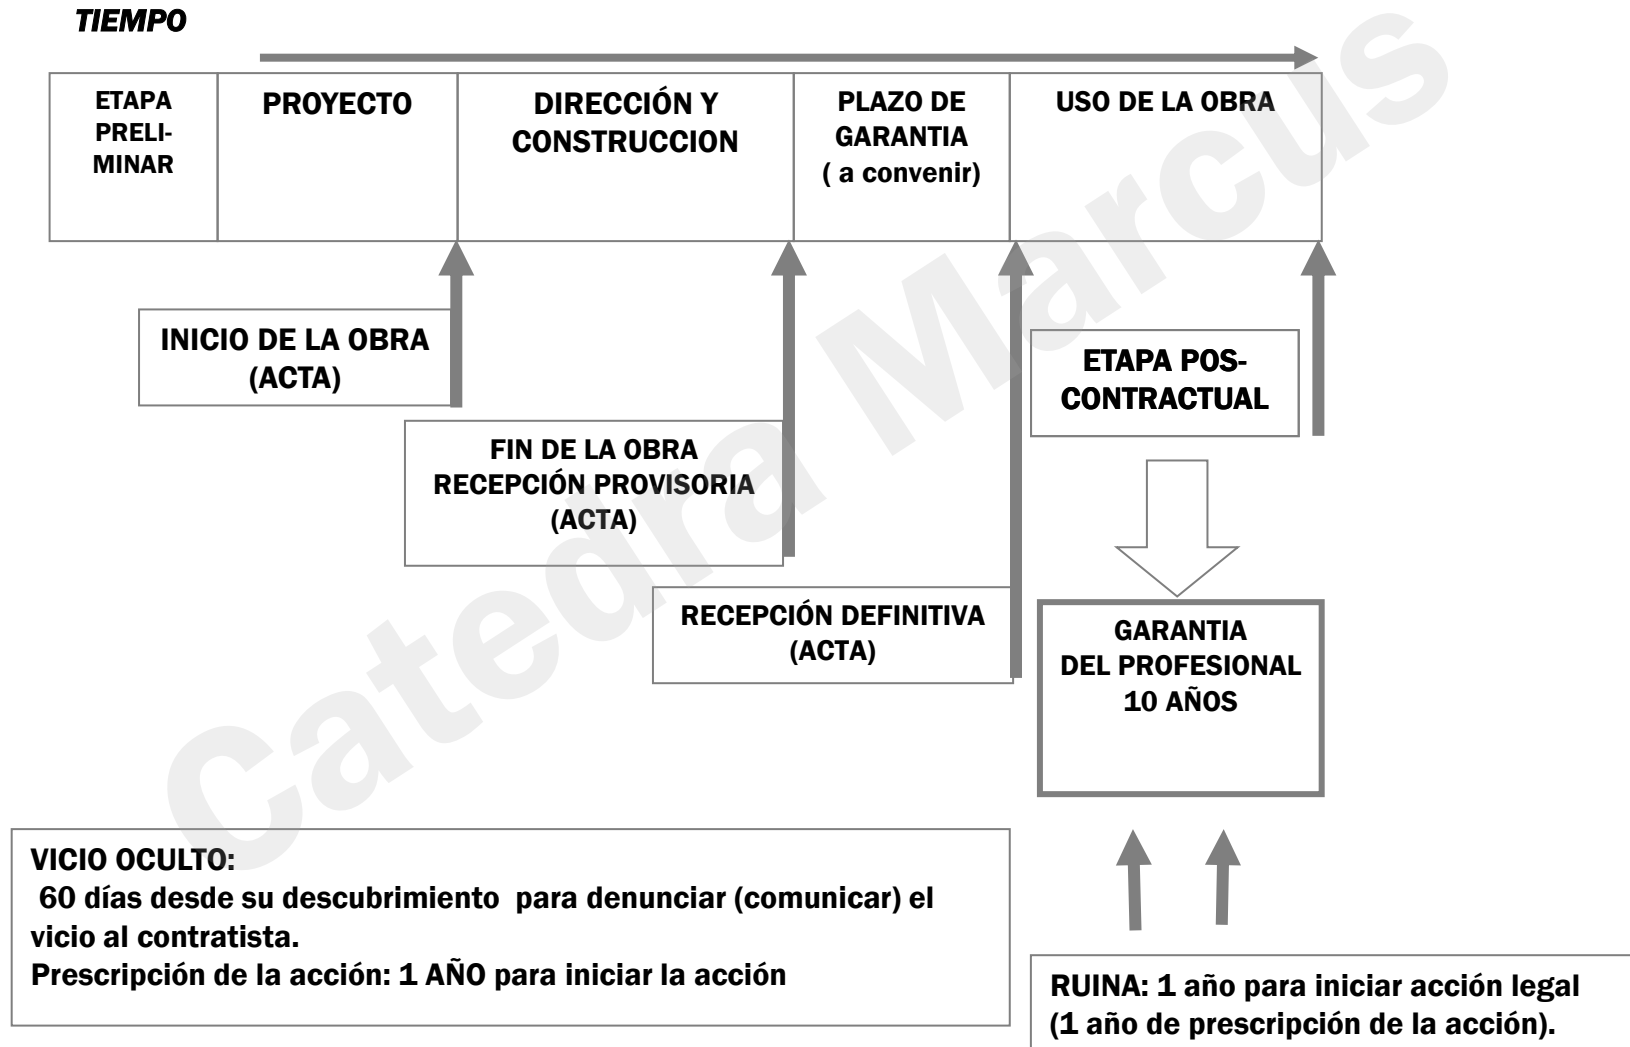 TIEMPO
ETAPA
PRELI-
MINAR
PROYECTO
DIRECCIÓN Y
CONSTRUCCION
PLAZO DE
GARANTIA
( a convenir)
USO DE LA OBRA
INICIO DE LA OBRA
(ACTA)
FIN DE LA OBRA
RECEPCIÓN PROVISORIA
(ACTA)
RECEPCIÓN DEFINITIVA
(ACTA)
ETAPA POS-
CONTRACTUAL
GARANTIA
DEL PROFESIONAL
10 AÑOS
VICIO OCULTO:
60 días desde su descubrimiento para denunciar (comunicar) el
vicio al contratista.
Prescripción de la acción: 1 AÑO para iniciar la acción
RUINA: 1 año para iniciar acción legal
(1 año de prescripción de la acción).
Catedra Marcus